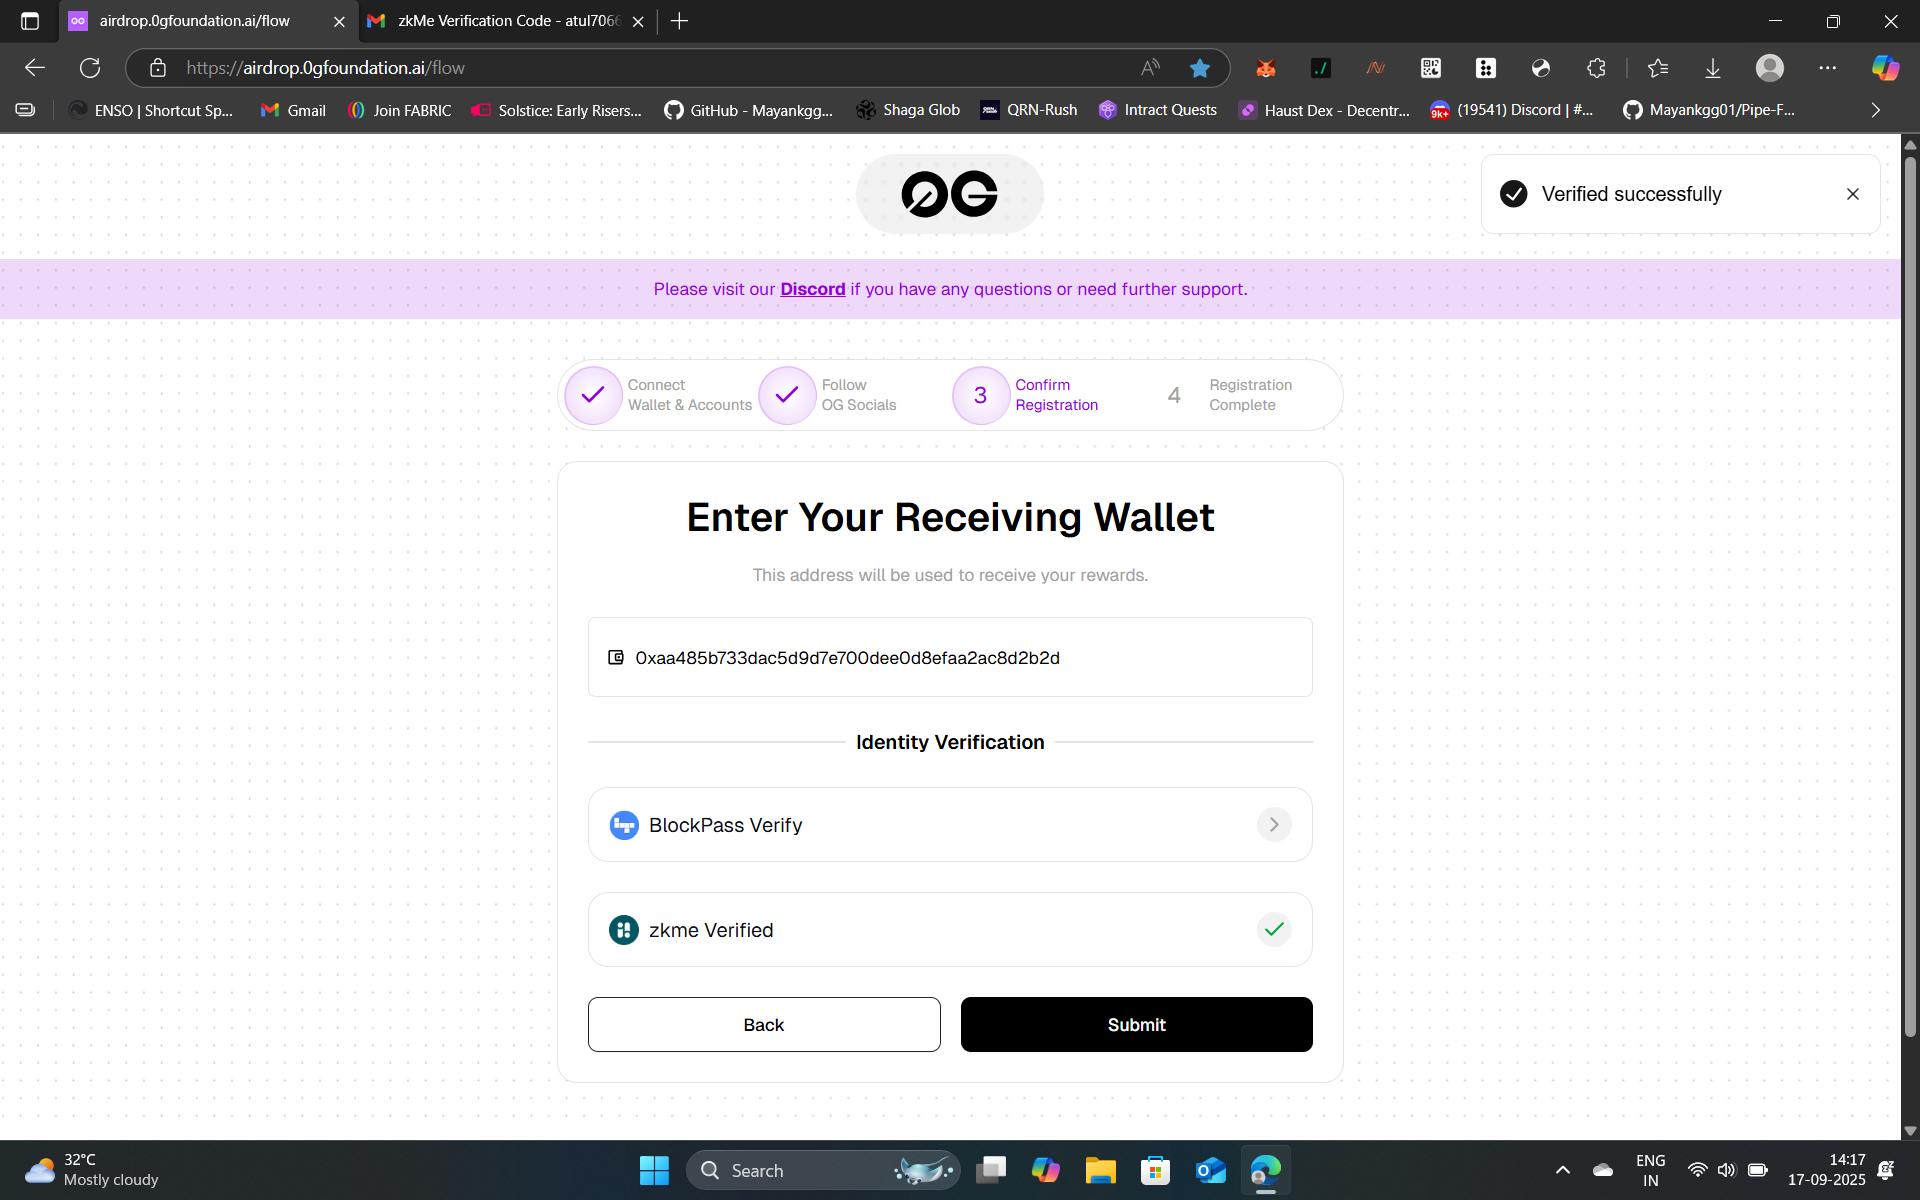 airdrop.0gfoundation.ai/flow
zkMe Verification Code - atul7066
https://airdrop.0gfoundation.ai/flow
ENSO | Shortcut Sp...
Gmail
Join FABRIC
Solstice: Early Risers...
GitHub - Mayankgg...
Shaga Glob
QRN-Rush
Intract Quests
Haust Dex - Decentr...
9k+
(19541) Discord | #...
Mayankgg01/Pipe-F...
0G
Verified successfully
Please visit our Discord if you have any questions or need further support.
Connect
Wallet & Accounts
Follow
OG Socials
3
Confirm
Registration
4
Registration
Complete
Enter Your Receiving Wallet
This address will be used to receive your rewards.
0xaa485b733dac5d9d7e700dee0d8efaa2ac8d2b2d
Identity Verification
BlockPass Verify
zkme Verified
Back
Submit
32°C
Mostly cloudy
Search
ENG
IN
14:17
17-09-2025